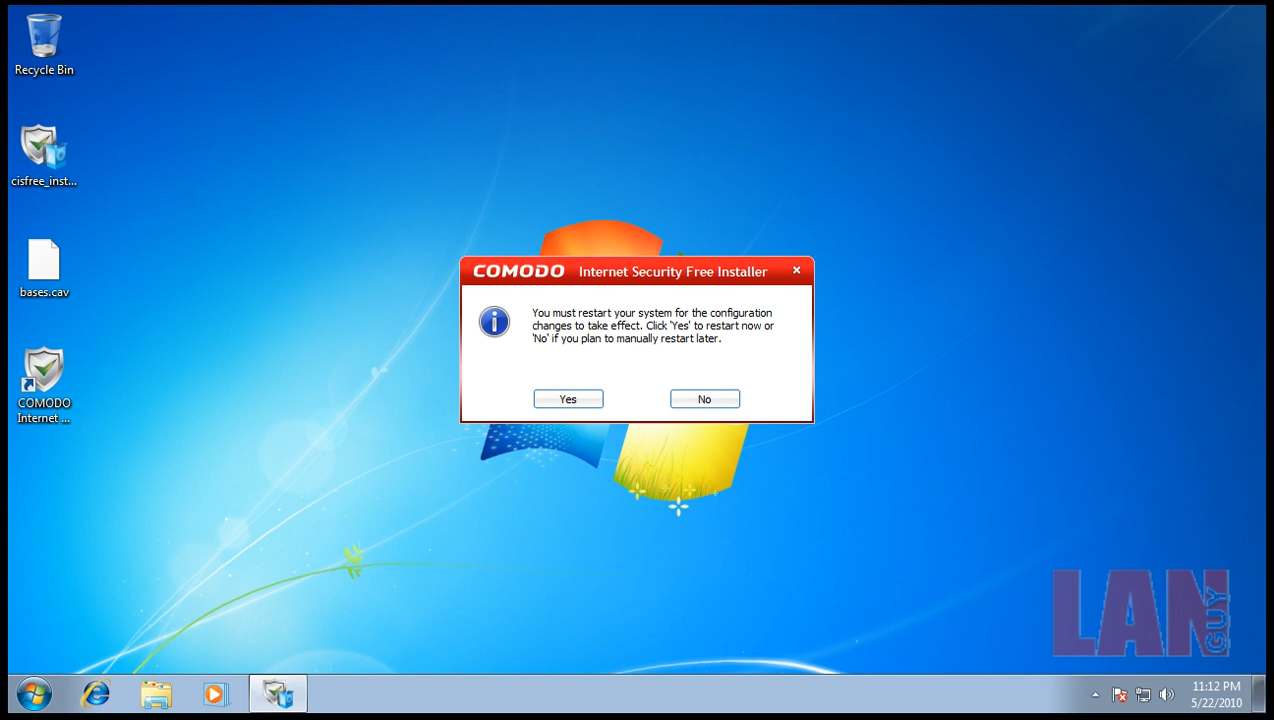 Recycle Bin
cisfree_inst...
bases.cav
COMODO
Internet ...
COMODO Internet Security Free Installer
You must restart your system for the configuration
changes to take effect. Click 'Yes' to restart now or
'No' if you plan to manually restart later.
Yes No
LAN GUY
11:12 PM
5/22/2010